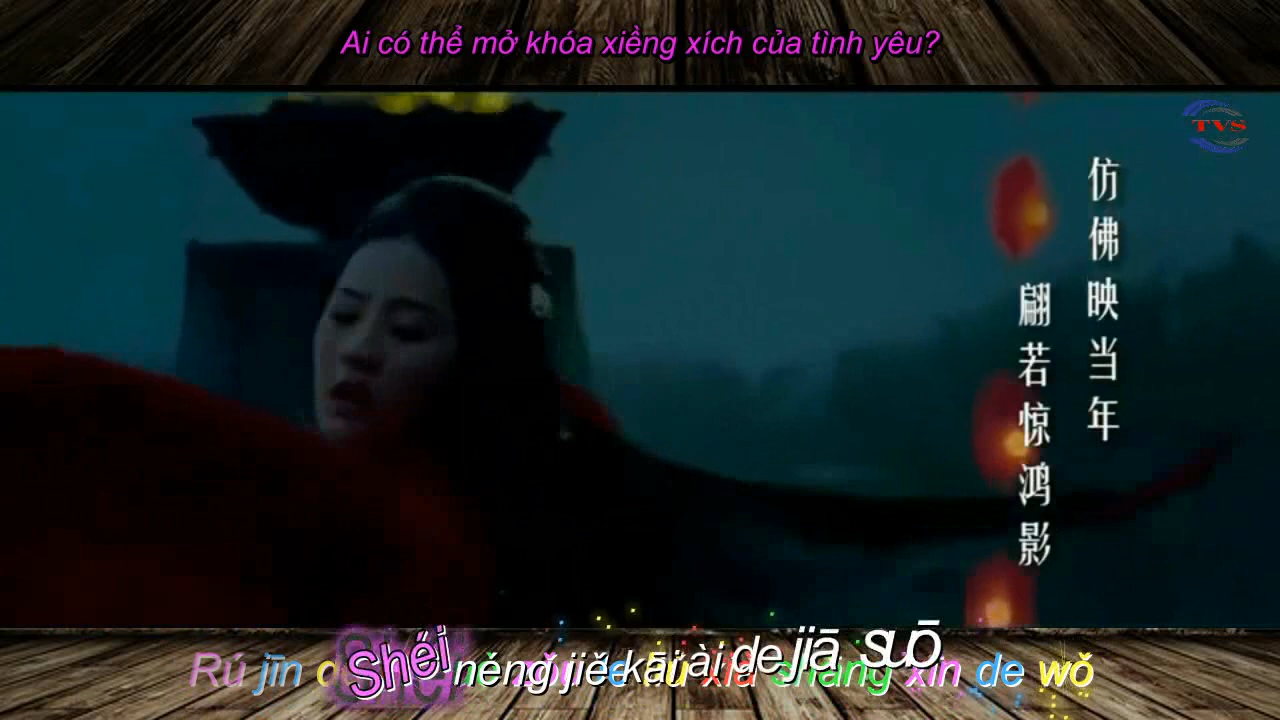 Ai có thể mở khóa xiềng xích của tình yêu?
TVS
仿佛映当年
翩若惊鸿影
Shéi néng jiě kāi ài de jiā suǒ
Rú jīn xià shāng xīn de wǒ